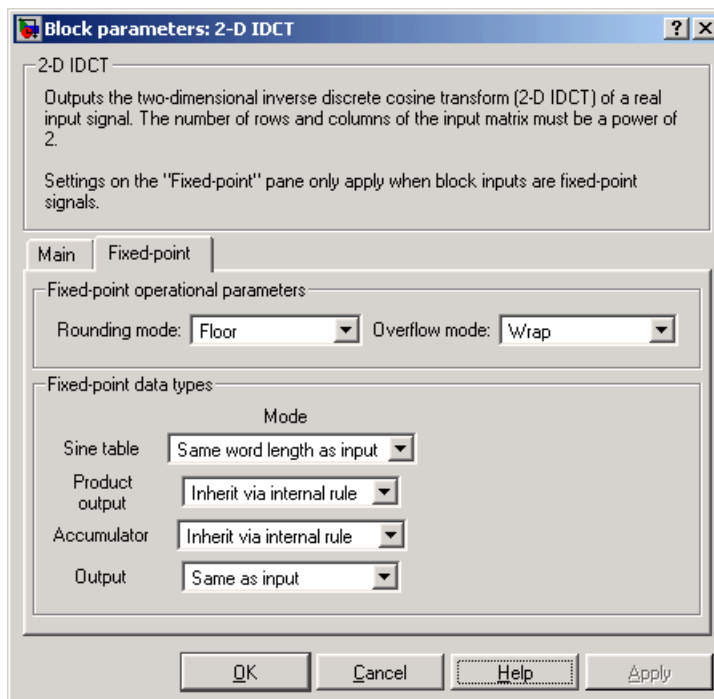 Block parameters: 2-D IDCT
2-D IDCT
Outputs the two-dimensional inverse discrete cosine transform (2-D IDCT) of a real
input signal. The number of rows and columns of the input matrix must be a power of
2.
Settings on the "Fixed-point" pane only apply when block inputs are fixed-point
signals.
Main Fixed-point
Fixed-point operational parameters
Rounding mode: Floor Overflow mode: Wrap
Fixed-point data types
Mode
Sine table Same word length as input
Product
output Inherit via internal rule
Accumulator Inherit via internal rule
Output Same as input
OK Cancel Help Apply